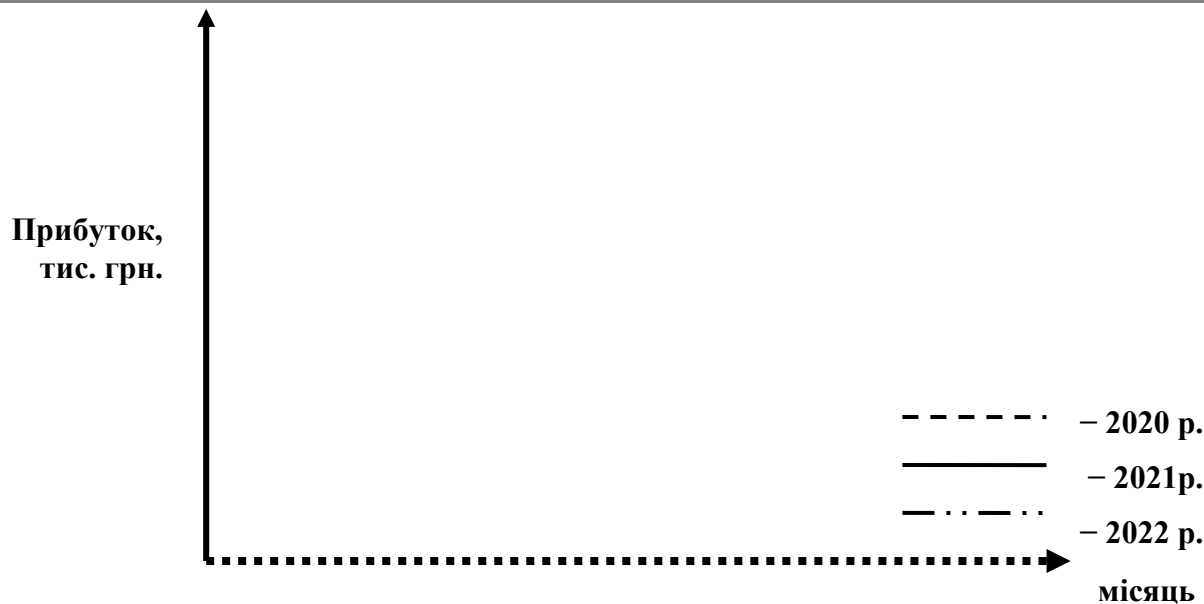 Прибуток,
тис. грн.
– 2020 р.
– 2021р.
– 2022 р.
місяць